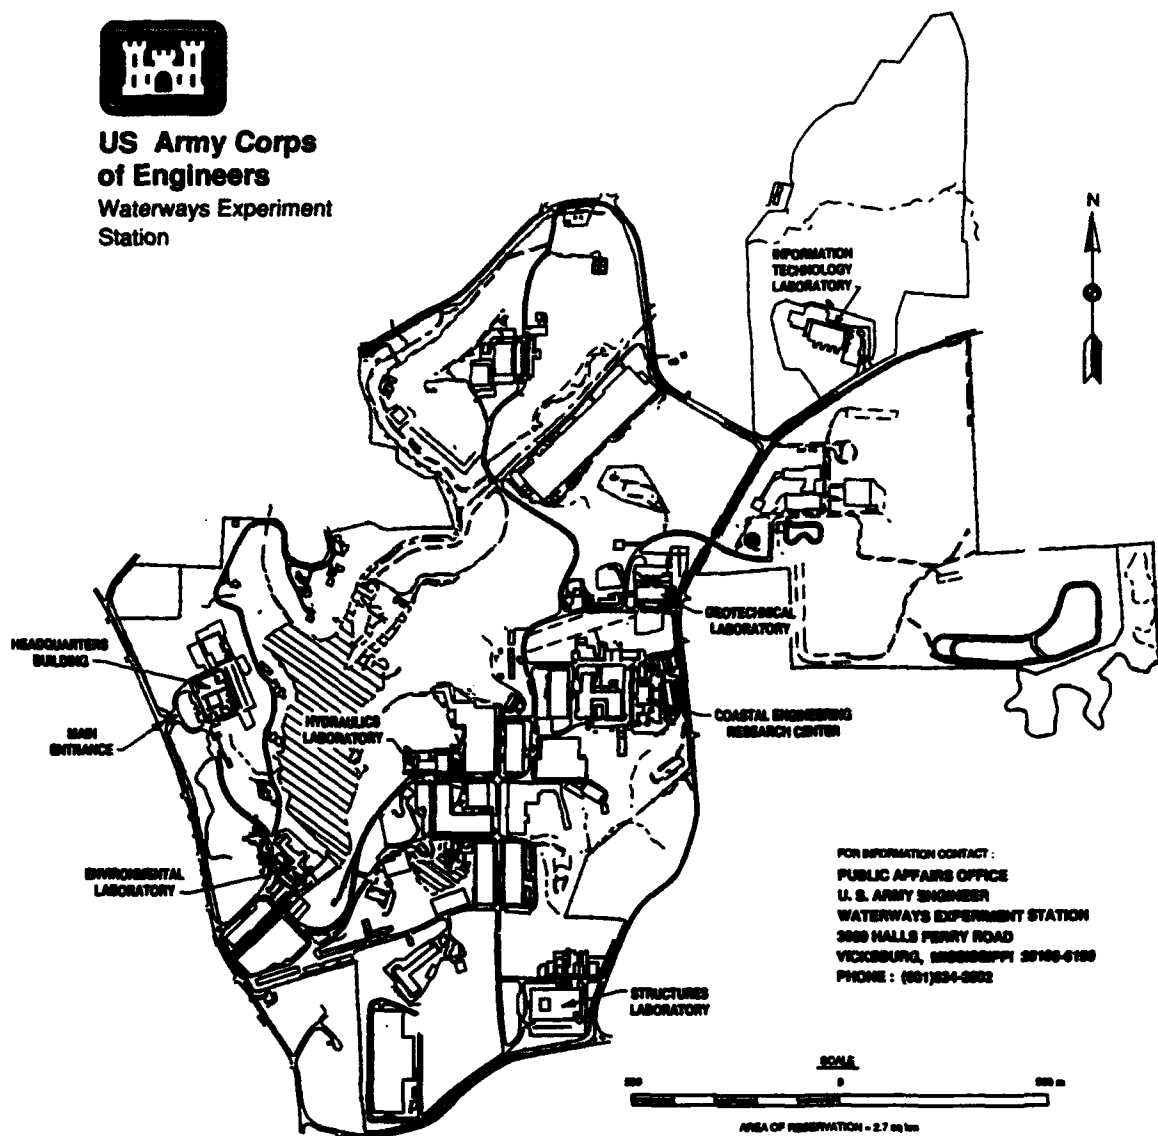 US Army Corps
of Engineers
Waterways Experiment
Station
N
INFORMATION
TECHNOLOGY
LABORATORY
HEADQUARTERS
BUILDING
GEOTECHNICAL
LABORATORY
MAIN
ENTRANCE
HYDRAULICS
LABORATORY
COASTAL ENGINEERING
RESEARCH CENTER
ENVIRONMENTAL
LABORATORY
FOR INFORMATION CONTACT :
PUBLIC AFFAIRS OFFICE
U. S. ARMY ENGINEER
WATERWAYS EXPERIMENT STATION
HALLS FERRY ROAD
VICKSBURG, MISSISSIPPI
PHONE :
STRUCTURES
LABORATORY
SCALE
0
m
AREA OF RESERVATION - 2.7 sq km